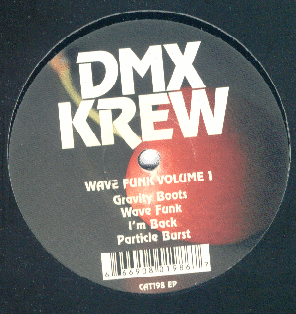 DMX
KREW
WAVE FUNK VOLUME 1
Gravity Boots
Wave Funk
I'm Back
Particle Burst
CAT198 EP